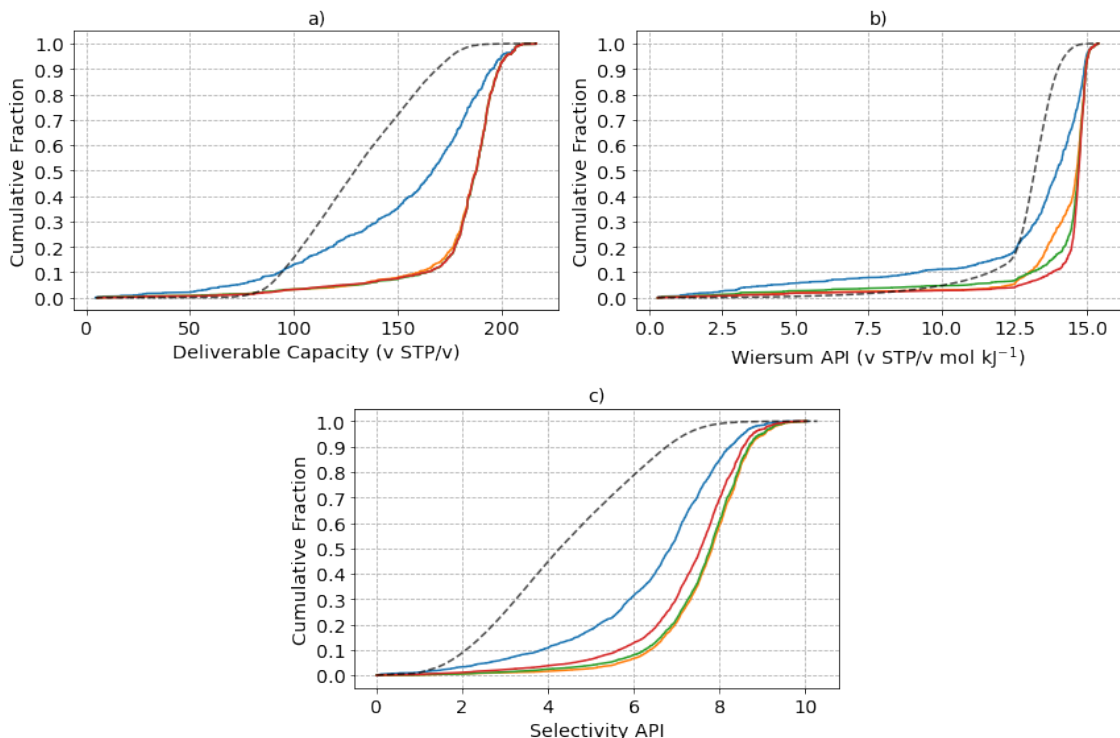 a)
1.0
0.9
0.8
0.7
0.6
0.5
0.4
0.3
0.2
0.1
0.0
Cumulative Fraction
0 50 100 150 200
Deliverable Capacity (v STP/v)
b)
1.0
0.9
0.8
0.7
0.6
0.5
0.4
0.3
0.2
0.1
0.0
Cumulative Fraction
0.0 2.5 5.0 7.5 10.0 12.5 15.0
Wiersum API (v STP/v mol kJ⁻¹)
c)
1.0
0.9
0.8
0.7
0.6
0.5
0.4
0.3
0.2
0.1
0.0
Cumulative Fraction
0 2 4 6 8 10
Selectivity API